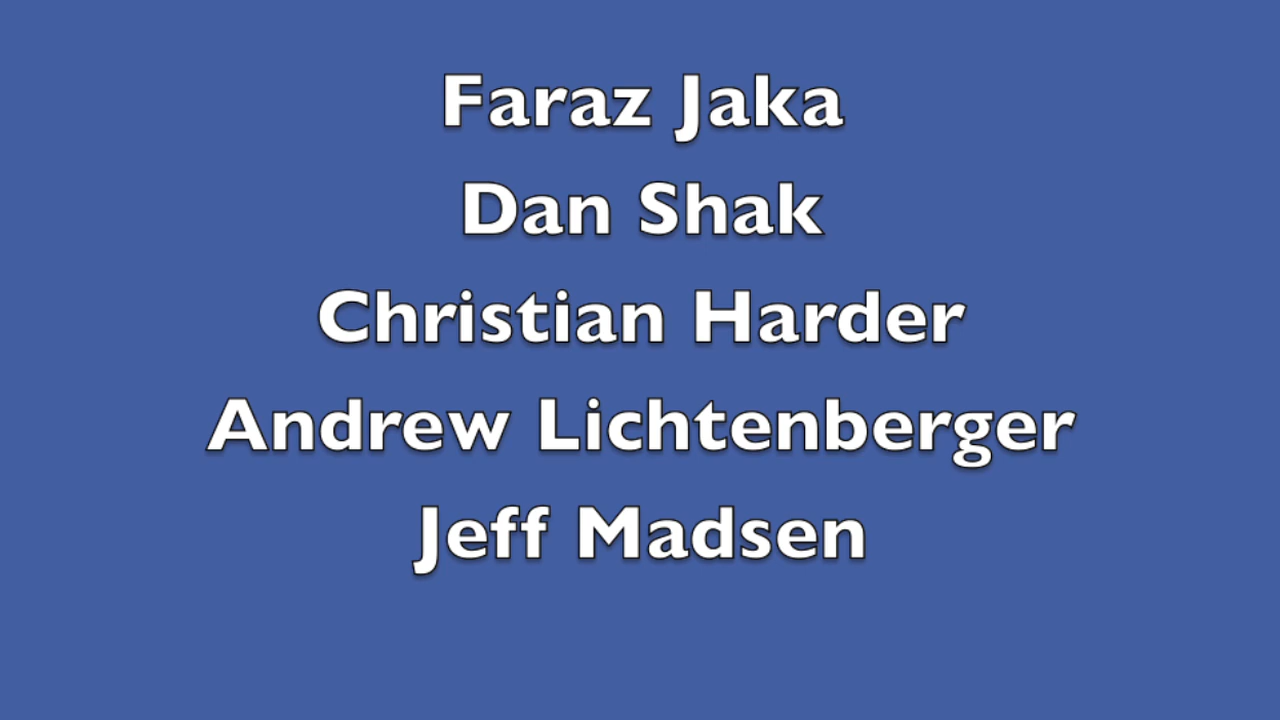 Faraz Jaka
Dan Shak
Christian Harder
Andrew Lichtenberger
Jeff Madsen